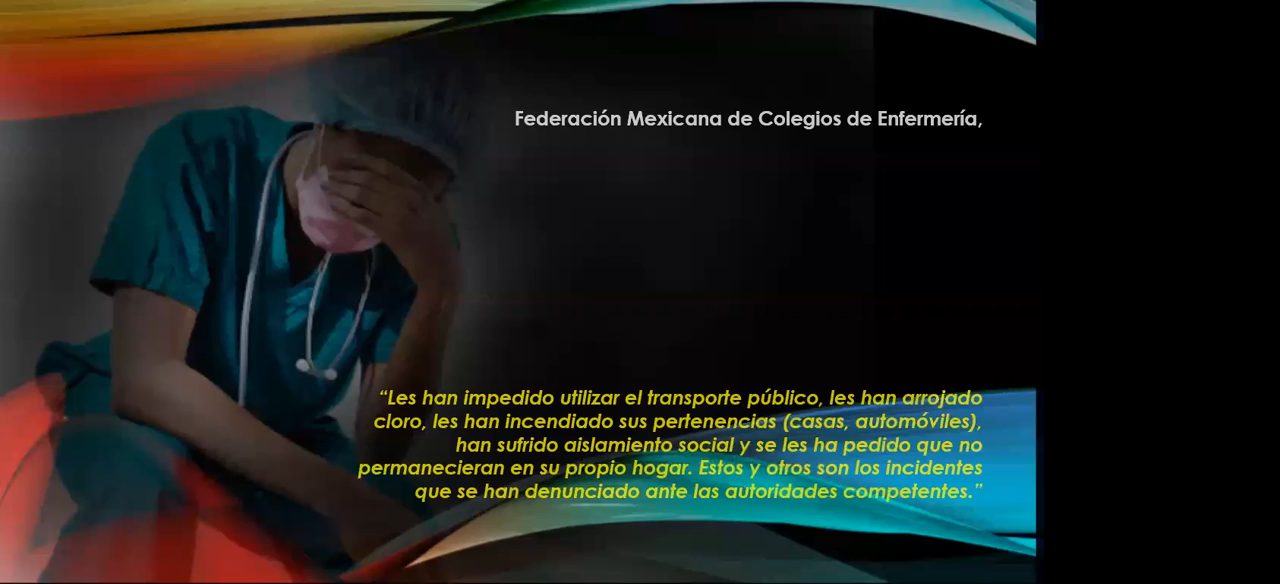 Federación Mexicana de Colegios de Enfermería,
“Les han impedido utilizar el transporte público, les han arrojado
cloro, les han incendiado sus pertenencias (casas, automóviles),
han sufrido aislamiento social y se les ha pedido que no
permanecieran en su propio hogar. Estos y otros son los incidentes
que se han denunciado ante las autoridades competentes.”